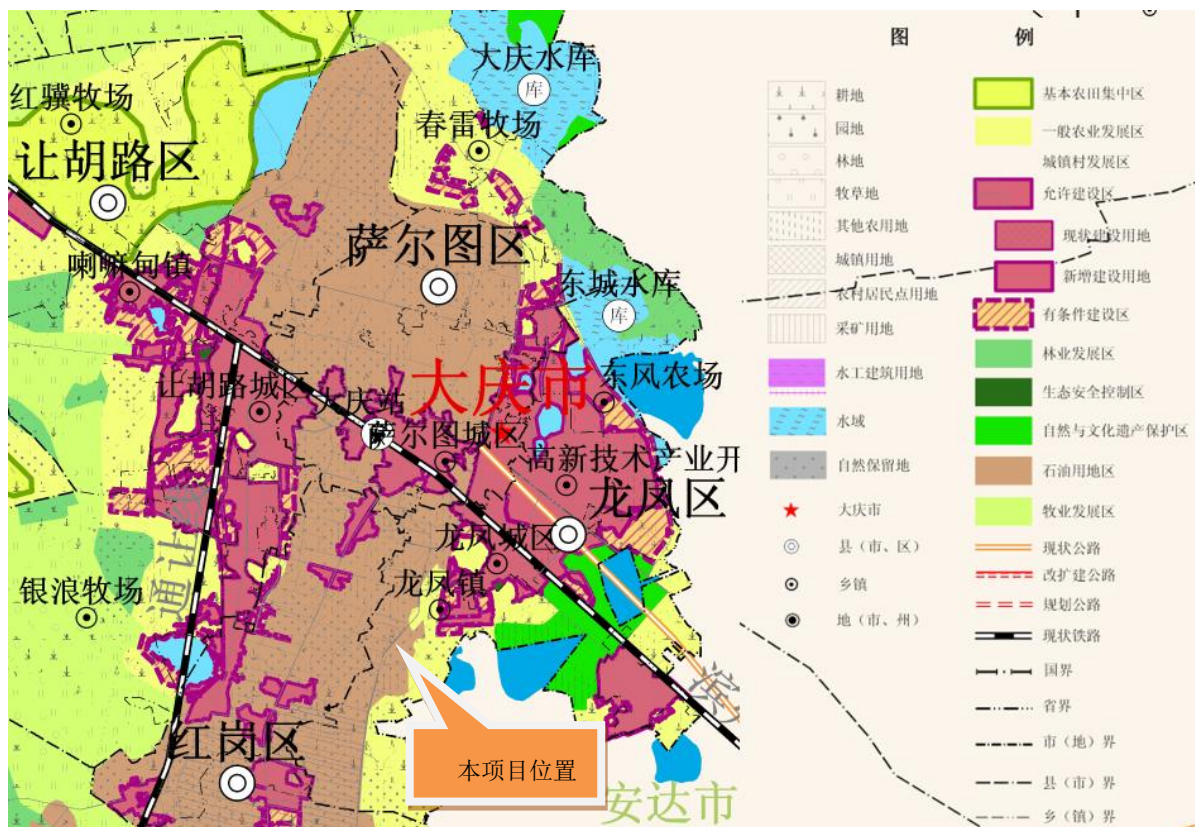 大庆水库
库
红骥牧场
春雷牧场
让胡路区
萨尔图区
喇嘛甸镇
东城水库
库
大庆市
东风农场
让胡路城区
大庆站
萨尔图城区
高新技术产业开
龙凤区
龙凤城区
龙凤镇
银浪牧场
通让
滨
红岗区
本项目位置
安达市
图 例
耕地
园地
林地
牧草地
其他农用地
城镇用地
农村居民点用地
采矿用地
水工建筑用地
水域
自然保留地
大庆市
县（市、区）
乡镇
地（市、州）
基本农田集中区
一般农业发展区
城镇村发展区
允许建设区
现状建设用地
新增建设用地
有条件建设区
林业发展区
生态安全控制区
自然与文化遗产保护区
石油用地区
牧业发展区
现状公路
改扩建公路
规划公路
现状铁路
国界
省界
市（地）界
县（市）界
乡（镇）界